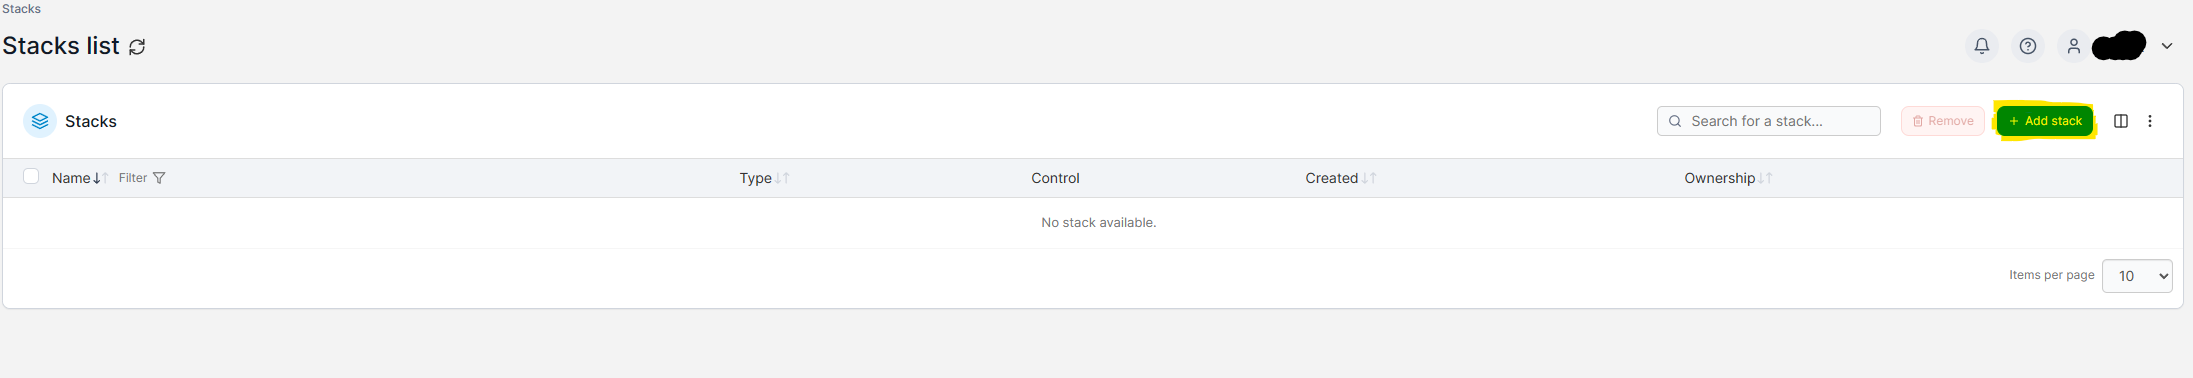 Stacks
Stacks list
Stacks
Search for a stack...
Remove
+ Add stack
Name Filter Type Control Created Ownership
No stack available.
Items per page 10